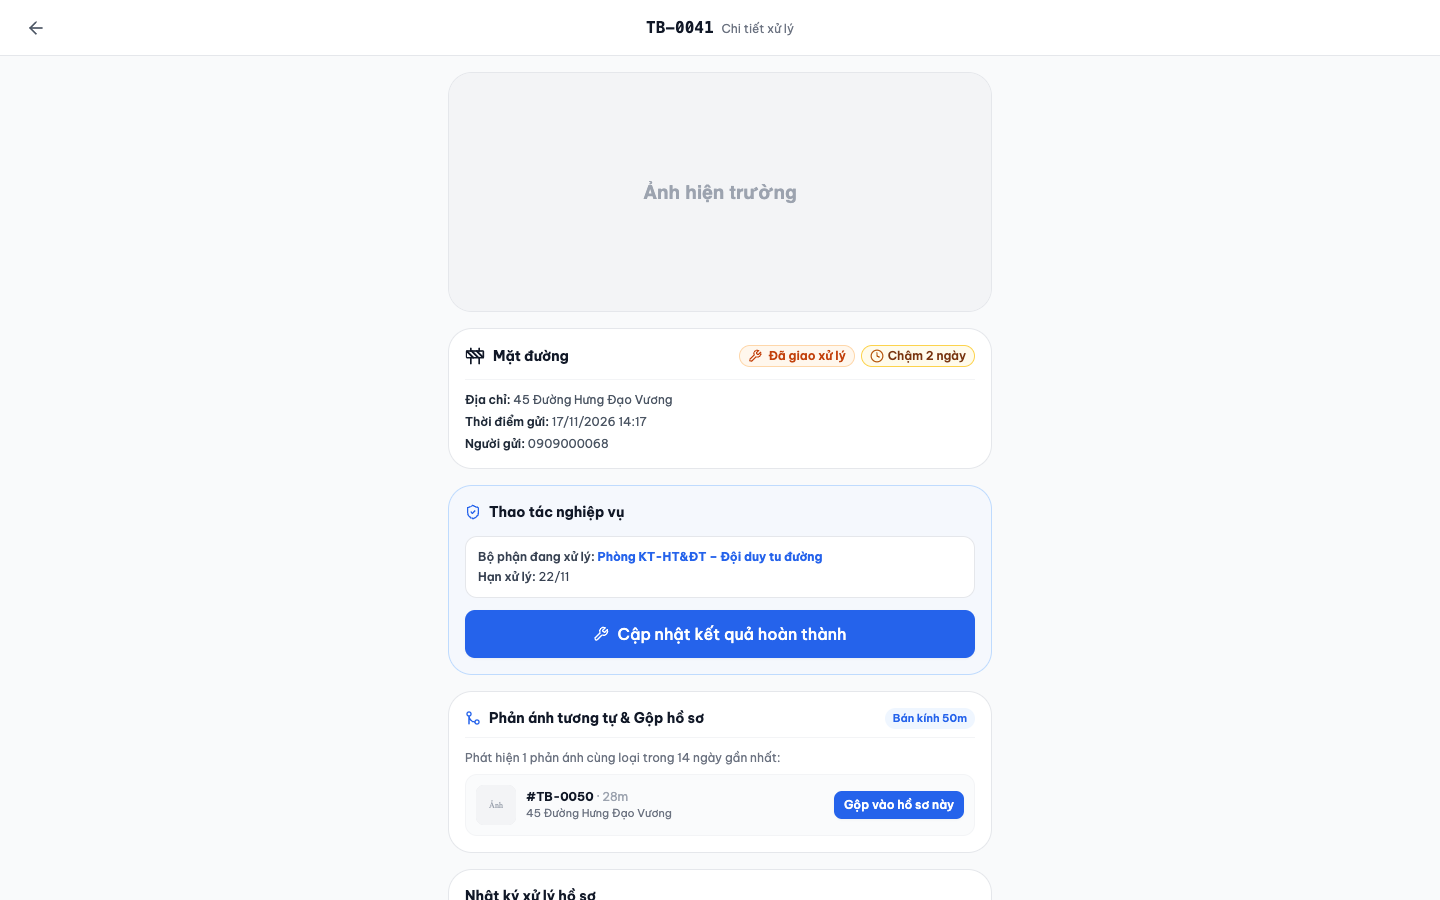 TB-0041 Chi tiết xử lý
Ảnh hiện trường
Mặt đường
Đã giao xử lý
Chậm 2 ngày
Địa chỉ: 45 Đường Hưng Đạo Vương
Thời điểm gửi: 17/11/2026 14:17
Người gửi: 0909000068
Thao tác nghiệp vụ
Bộ phận đang xử lý: Phòng KT-HT&ĐT – Đội duy tu đường
Hạn xử lý: 22/11
Cập nhật kết quả hoàn thành
Phản ánh tương tự & Gộp hồ sơ
Bán kính 50m
Phát hiện 1 phản ánh cùng loại trong 14 ngày gần nhất:
Ảnh
#TB-0050 · 28m
45 Đường Hưng Đạo Vương
Gộp vào hồ sơ này
Nhật ký xử lý hồ sơ